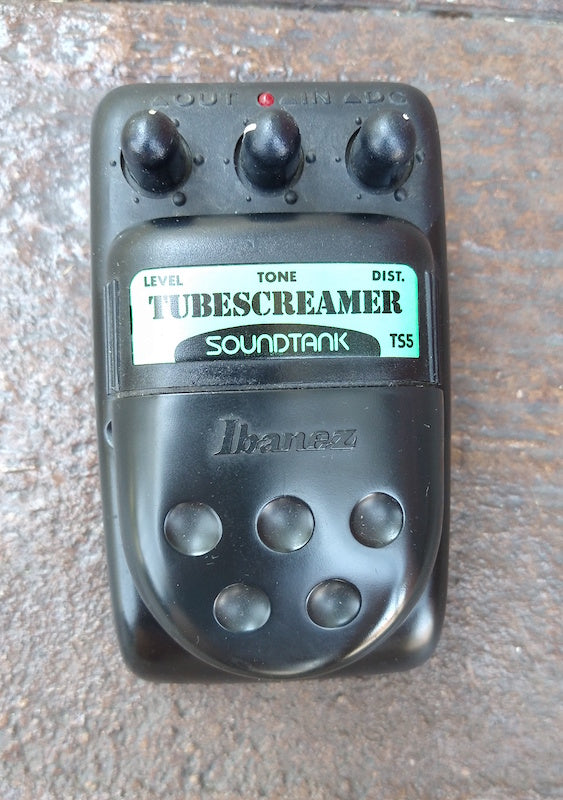 OUT IN ADC
LEVEL TONE DIST.
TUBESCREAMER
SOUNDTANK TS5
Ibanez